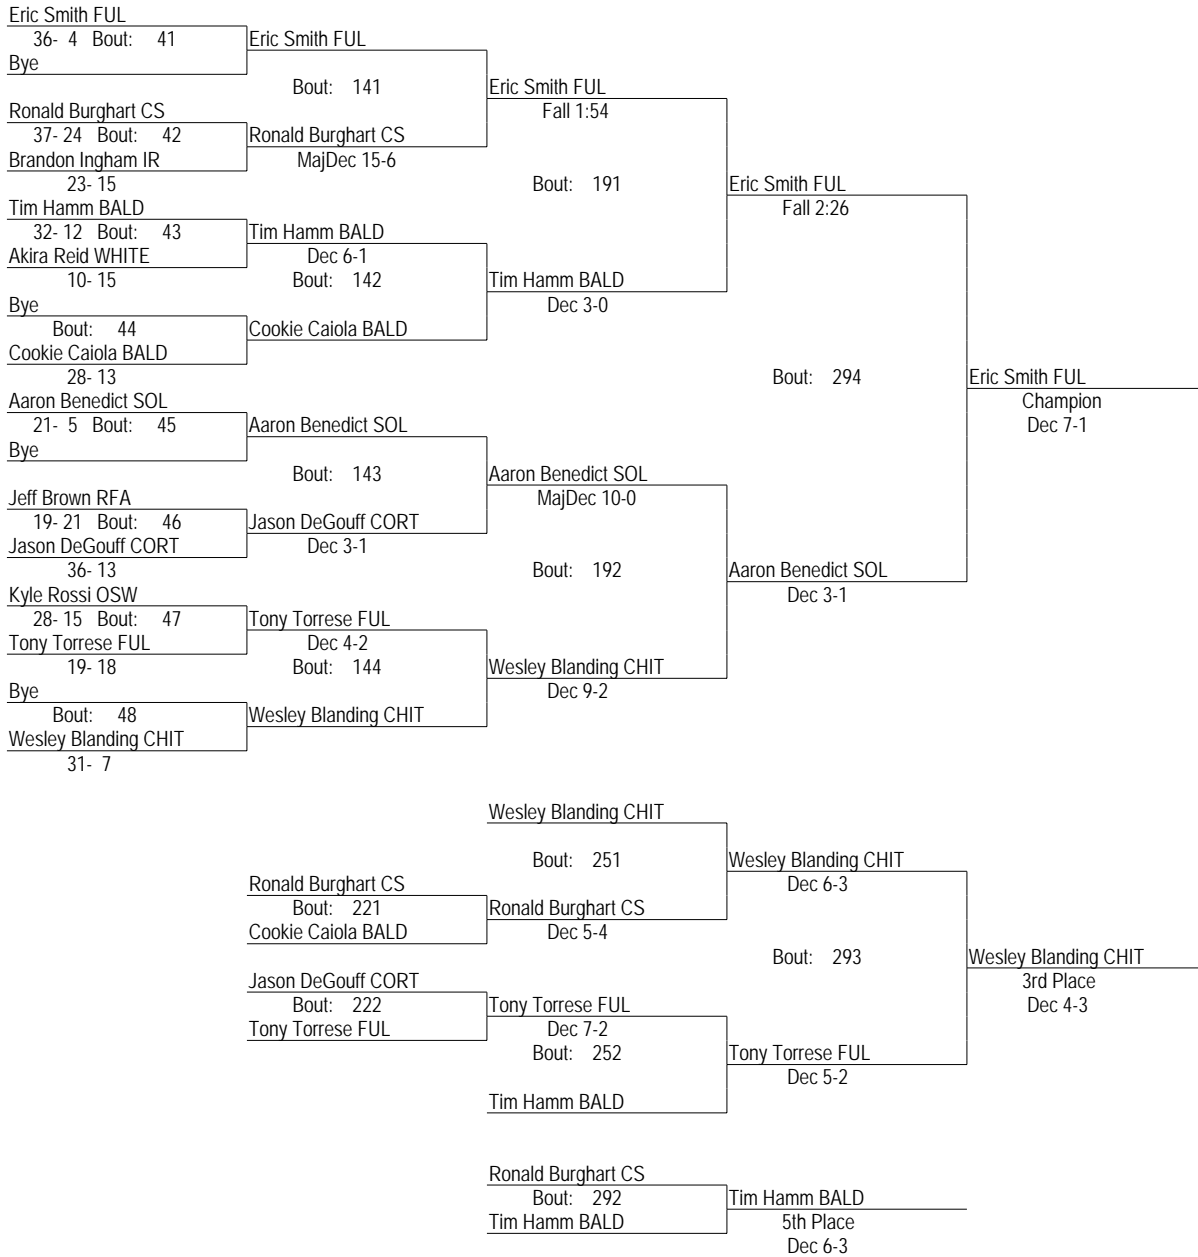 Eric Smith FUL
36- 4 Bout: 41
Eric Smith FUL
Bye
Bout: 141
Eric Smith FUL
Ronald Burghart CS
Fall 1:54
37- 24 Bout: 42
Ronald Burghart CS
Brandon Ingham IR
MajDec 15-6
23- 15
Bout: 191
Eric Smith FUL
Tim Hamm BALD
Fall 2:26
32- 12 Bout: 43
Tim Hamm BALD
Akira Reid WHITE
Dec 6-1
10- 15
Bout: 142
Tim Hamm BALD
Bye
Dec 3-0
Bout: 44
Cookie Caiola BALD
Cookie Caiola BALD
28- 13
Bout: 294
Eric Smith FUL
Aaron Benedict SOL
Champion
21- 5 Bout: 45
Aaron Benedict SOL
Dec 7-1
Bye
Bout: 143
Aaron Benedict SOL
Jeff Brown RFA
MajDec 10-0
19- 21 Bout: 46
Jason DeGouff CORT
Jason DeGouff CORT
Dec 3-1
36- 13
Bout: 192
Aaron Benedict SOL
Kyle Rossi OSW
Dec 3-1
28- 15 Bout: 47
Tony Torrese FUL
Tony Torrese FUL
Dec 4-2
19- 18
Bout: 144
Wesley Blanding CHIT
Bye
Dec 9-2
Bout: 48
Wesley Blanding CHIT
Wesley Blanding CHIT
31- 7
Wesley Blanding CHIT
Bout: 251
Wesley Blanding CHIT
Ronald Burghart CS
Dec 6-3
Bout: 221
Ronald Burghart CS
Cookie Caiola BALD
Dec 5-4
Bout: 293
Wesley Blanding CHIT
Jason DeGouff CORT
3rd Place
Bout: 222
Tony Torrese FUL
Dec 4-3
Tony Torrese FUL
Dec 7-2
Bout: 252
Tony Torrese FUL
Dec 5-2
Tim Hamm BALD
Ronald Burghart CS
Bout: 292
Tim Hamm BALD
Tim Hamm BALD
5th Place
Dec 6-3